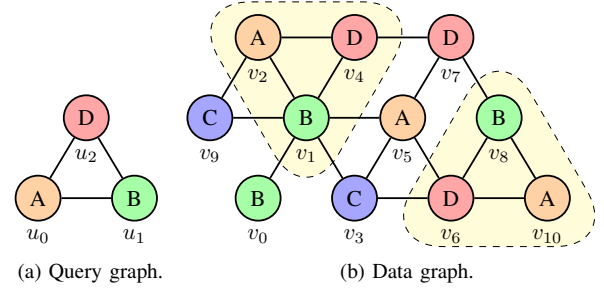 A D D
v2 v4 v7
D C B A B
u2 v9 v1 v5 v8
A B B C D A
u0 u1 v0 v3 v6 v10
(a) Query graph. (b) Data graph.